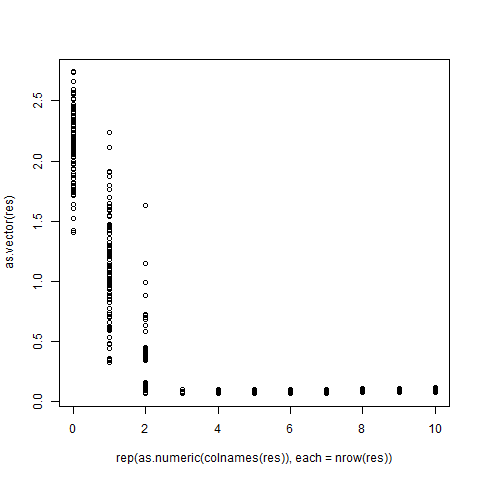 as.vector(res)
2.5
2.0
1.5
1.0
0.5
0.0
0 2 4 6 8 10
rep(as.numeric(colnames(res)), each = nrow(res))